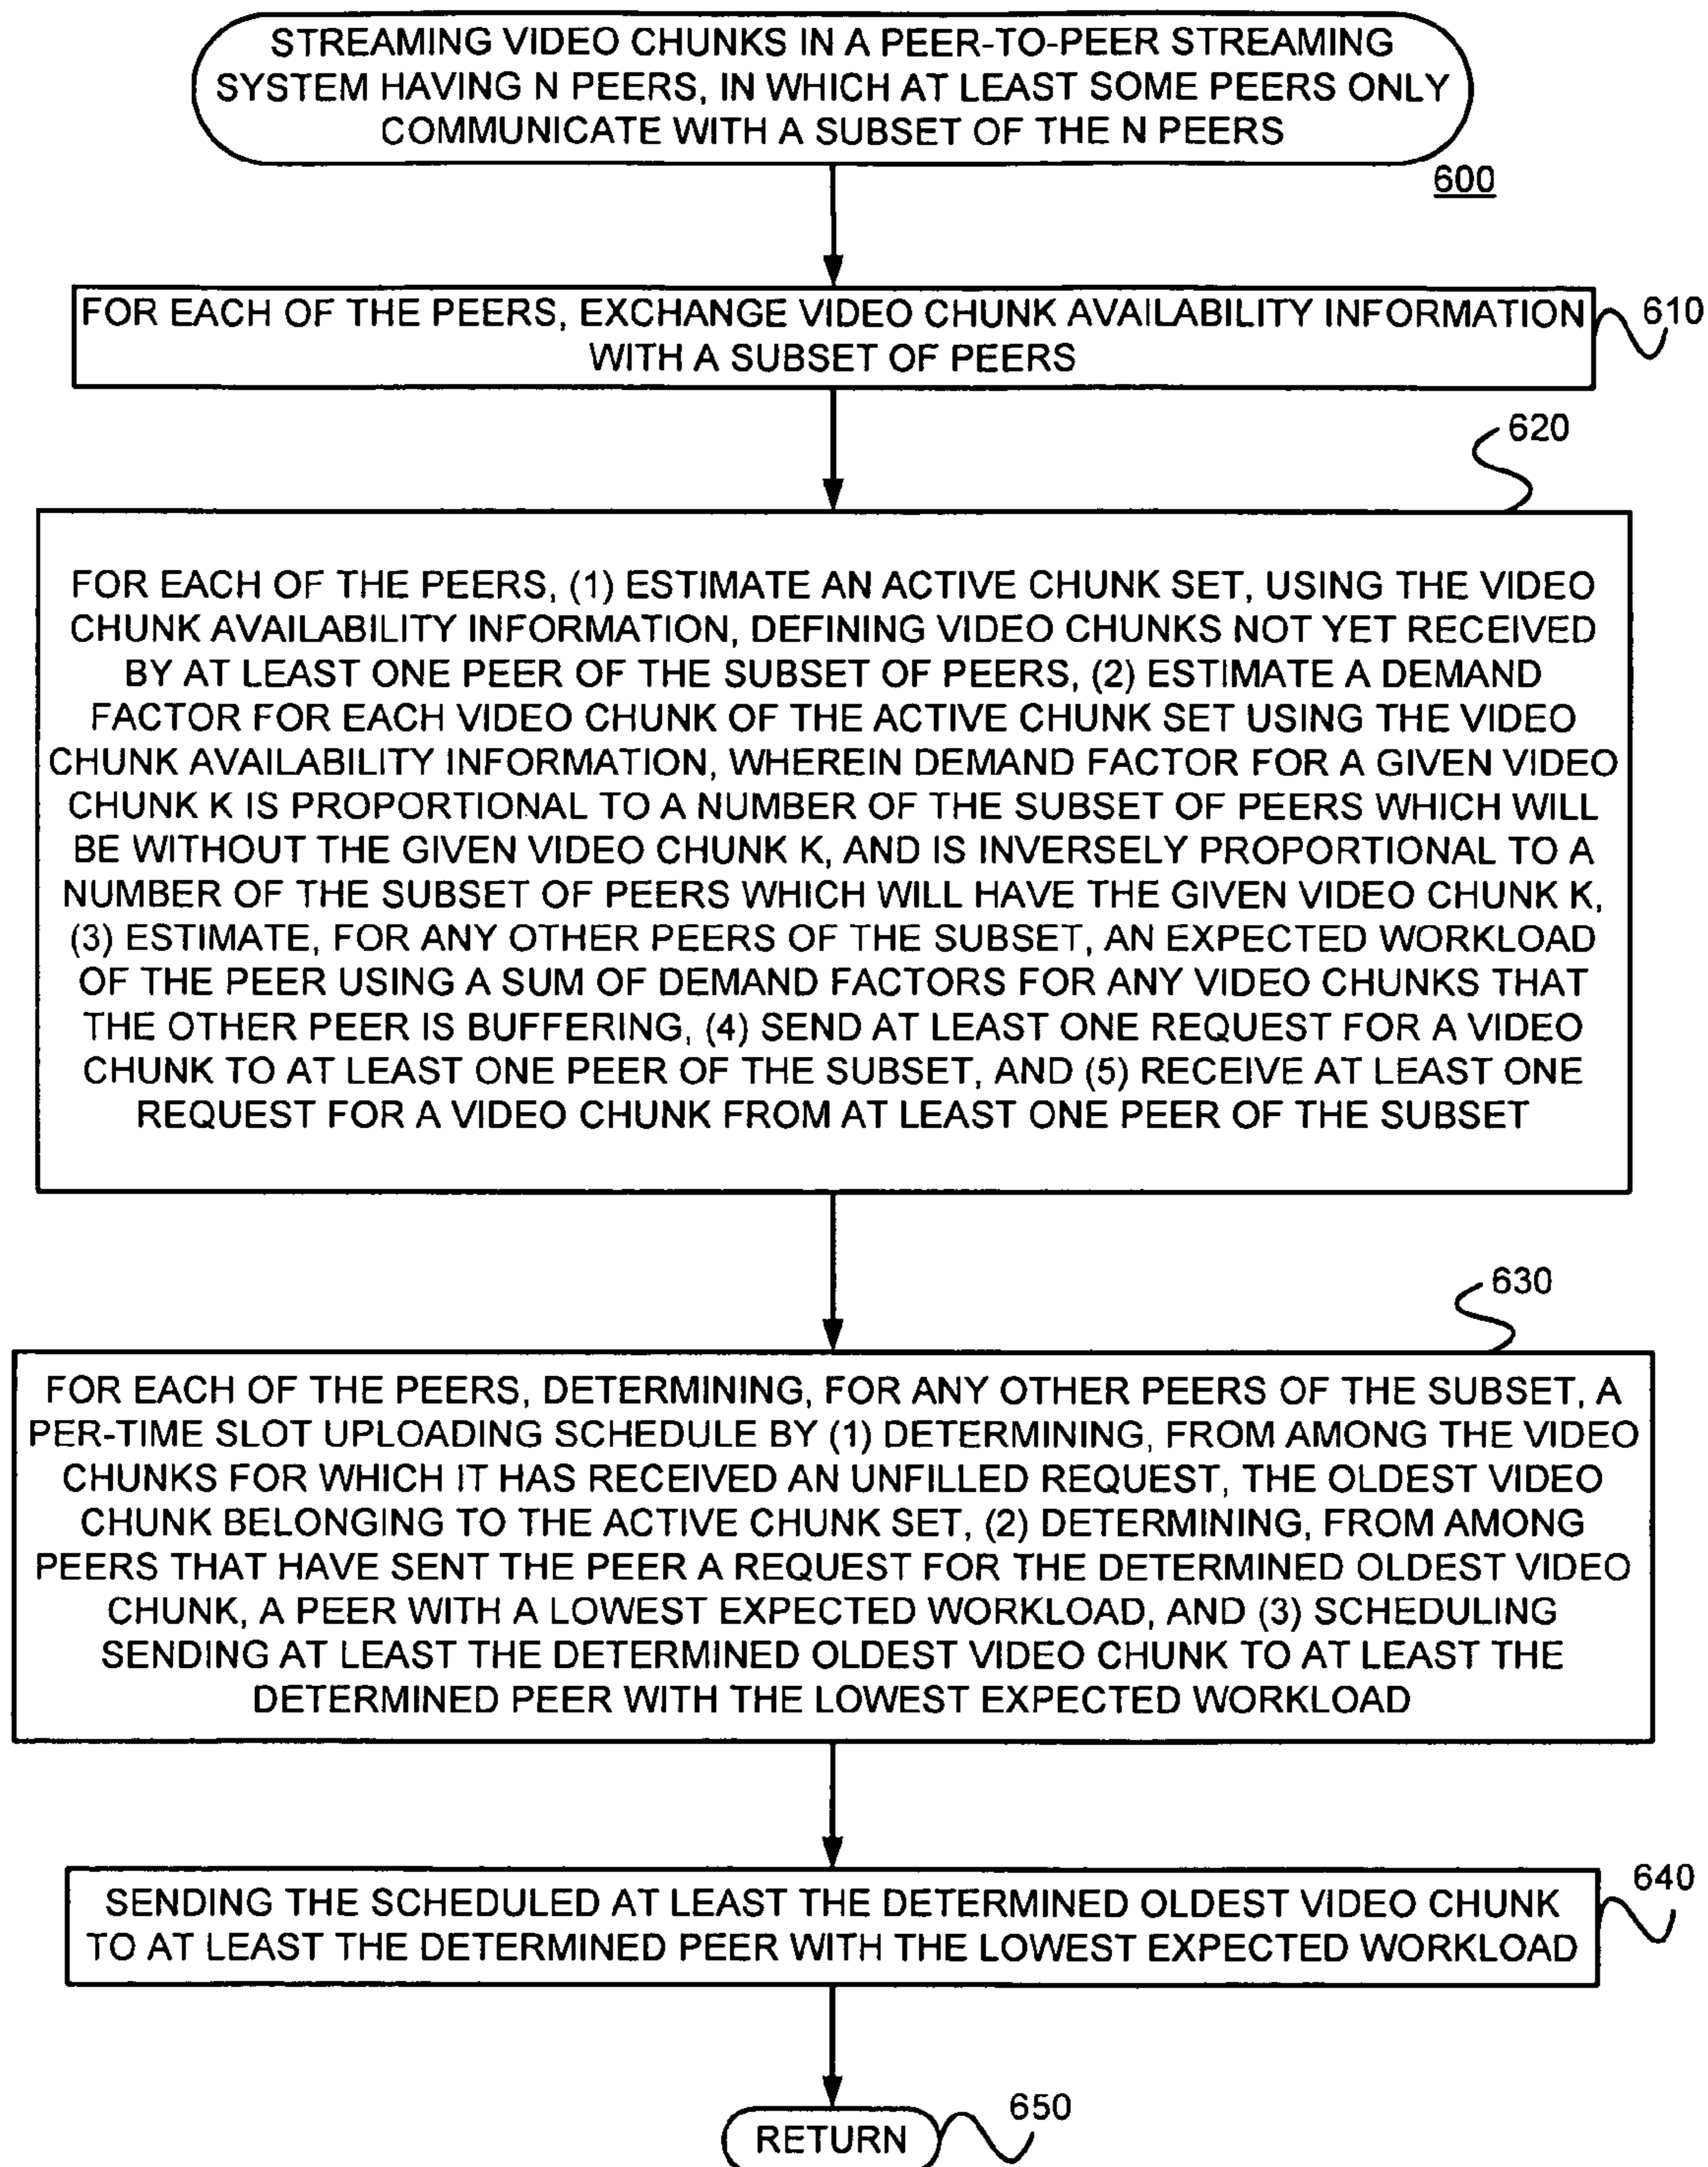 STREAMING VIDEO CHUNKS IN A PEER-TO-PEER STREAMING
SYSTEM HAVING N PEERS, IN WHICH AT LEAST SOME PEERS ONLY
COMMUNICATE WITH A SUBSET OF THE N PEERS
600
FOR EACH OF THE PEERS, EXCHANGE VIDEO CHUNK AVAILABILITY INFORMATION
WITH A SUBSET OF PEERS
610
620
FOR EACH OF THE PEERS, (1) ESTIMATE AN ACTIVE CHUNK SET, USING THE VIDEO
CHUNK AVAILABILITY INFORMATION, DEFINING VIDEO CHUNKS NOT YET RECEIVED
BY AT LEAST ONE PEER OF THE SUBSET OF PEERS, (2) ESTIMATE A DEMAND
FACTOR FOR EACH VIDEO CHUNK OF THE ACTIVE CHUNK SET USING THE VIDEO
CHUNK AVAILABILITY INFORMATION, WHEREIN DEMAND FACTOR FOR A GIVEN VIDEO
CHUNK K IS PROPORTIONAL TO A NUMBER OF THE SUBSET OF PEERS WHICH WILL
BE WITHOUT THE GIVEN VIDEO CHUNK K, AND IS INVERSELY PROPORTIONAL TO A
NUMBER OF THE SUBSET OF PEERS WHICH WILL HAVE THE GIVEN VIDEO CHUNK K,
(3) ESTIMATE, FOR ANY OTHER PEERS OF THE SUBSET, AN EXPECTED WORKLOAD
OF THE PEER USING A SUM OF DEMAND FACTORS FOR ANY VIDEO CHUNKS THAT
THE OTHER PEER IS BUFFERING, (4) SEND AT LEAST ONE REQUEST FOR A VIDEO
CHUNK TO AT LEAST ONE PEER OF THE SUBSET, AND (5) RECEIVE AT LEAST ONE
REQUEST FOR A VIDEO CHUNK FROM AT LEAST ONE PEER OF THE SUBSET
630
FOR EACH OF THE PEERS, DETERMINING, FOR ANY OTHER PEERS OF THE SUBSET, A
PER-TIME SLOT UPLOADING SCHEDULE BY (1) DETERMINING, FROM AMONG THE VIDEO
CHUNKS FOR WHICH IT HAS RECEIVED AN UNFILLED REQUEST, THE OLDEST VIDEO
CHUNK BELONGING TO THE ACTIVE CHUNK SET, (2) DETERMINING, FROM AMONG
PEERS THAT HAVE SENT THE PEER A REQUEST FOR THE DETERMINED OLDEST VIDEO
CHUNK, A PEER WITH A LOWEST EXPECTED WORKLOAD, AND (3) SCHEDULING
SENDING AT LEAST THE DETERMINED OLDEST VIDEO CHUNK TO AT LEAST THE
DETERMINED PEER WITH THE LOWEST EXPECTED WORKLOAD
640
SENDING THE SCHEDULED AT LEAST THE DETERMINED OLDEST VIDEO CHUNK
TO AT LEAST THE DETERMINED PEER WITH THE LOWEST EXPECTED WORKLOAD
650
RETURN